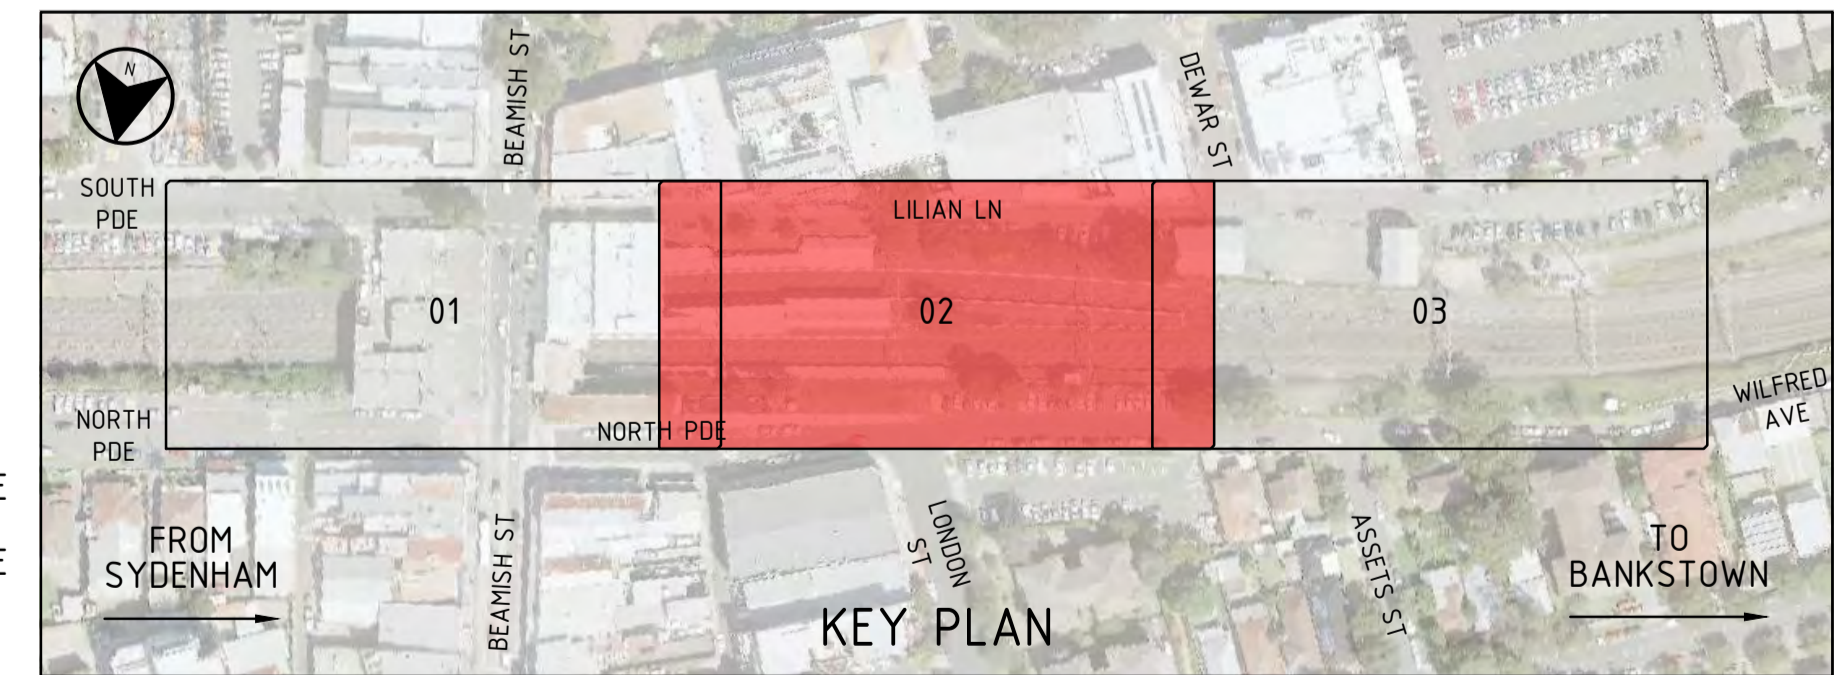 N
BEAMISH ST
DEWAR ST
SOUTH
PDE
LILIAN LN
01
02
03
NORTH
PDE
NORTH PDE
WILFRED
AVE
E
E
FROM
SYDENHAM
BEAMISH ST
LONDON
ST
ASSETS ST
TO
BANKSTOWN
KEY PLAN